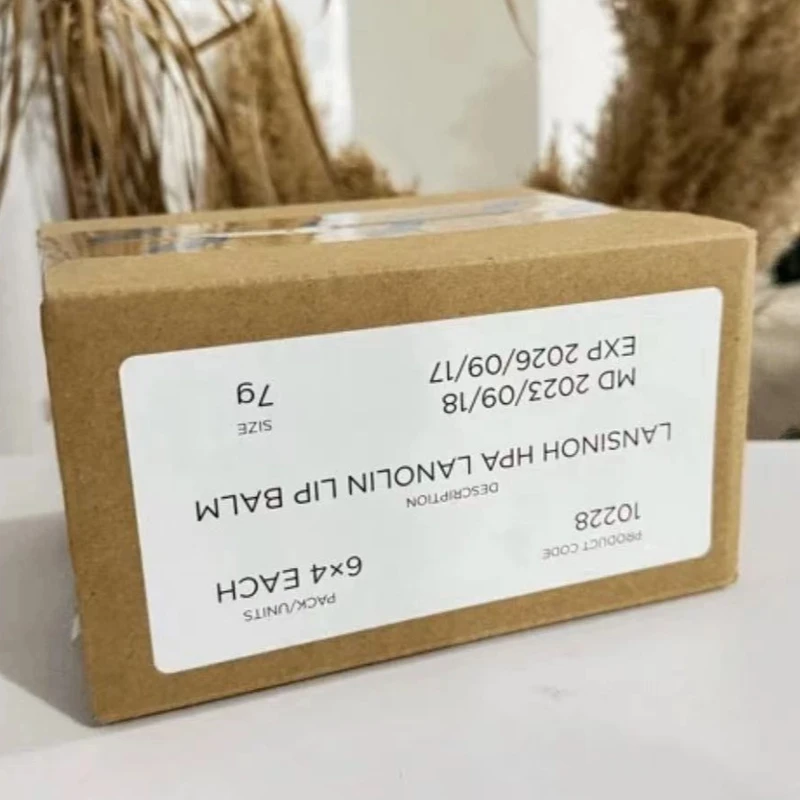 PRODUCT CODE
10228
PACK/UNITS
6×4 EACH
DESCRIPTION
LANSINOH HPA LANOLIN LIP BALM
MD 2023/09/18
EXP 2026/09/17
SIZE
7g